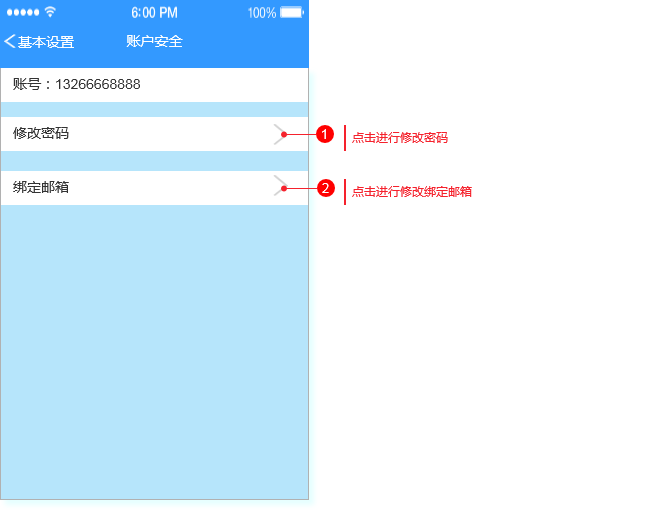 6:00 PM 100%
基本设置 账户安全
账号：13266668888
修改密码 1 点击进行修改密码
绑定邮箱 2 点击进行修改绑定邮箱